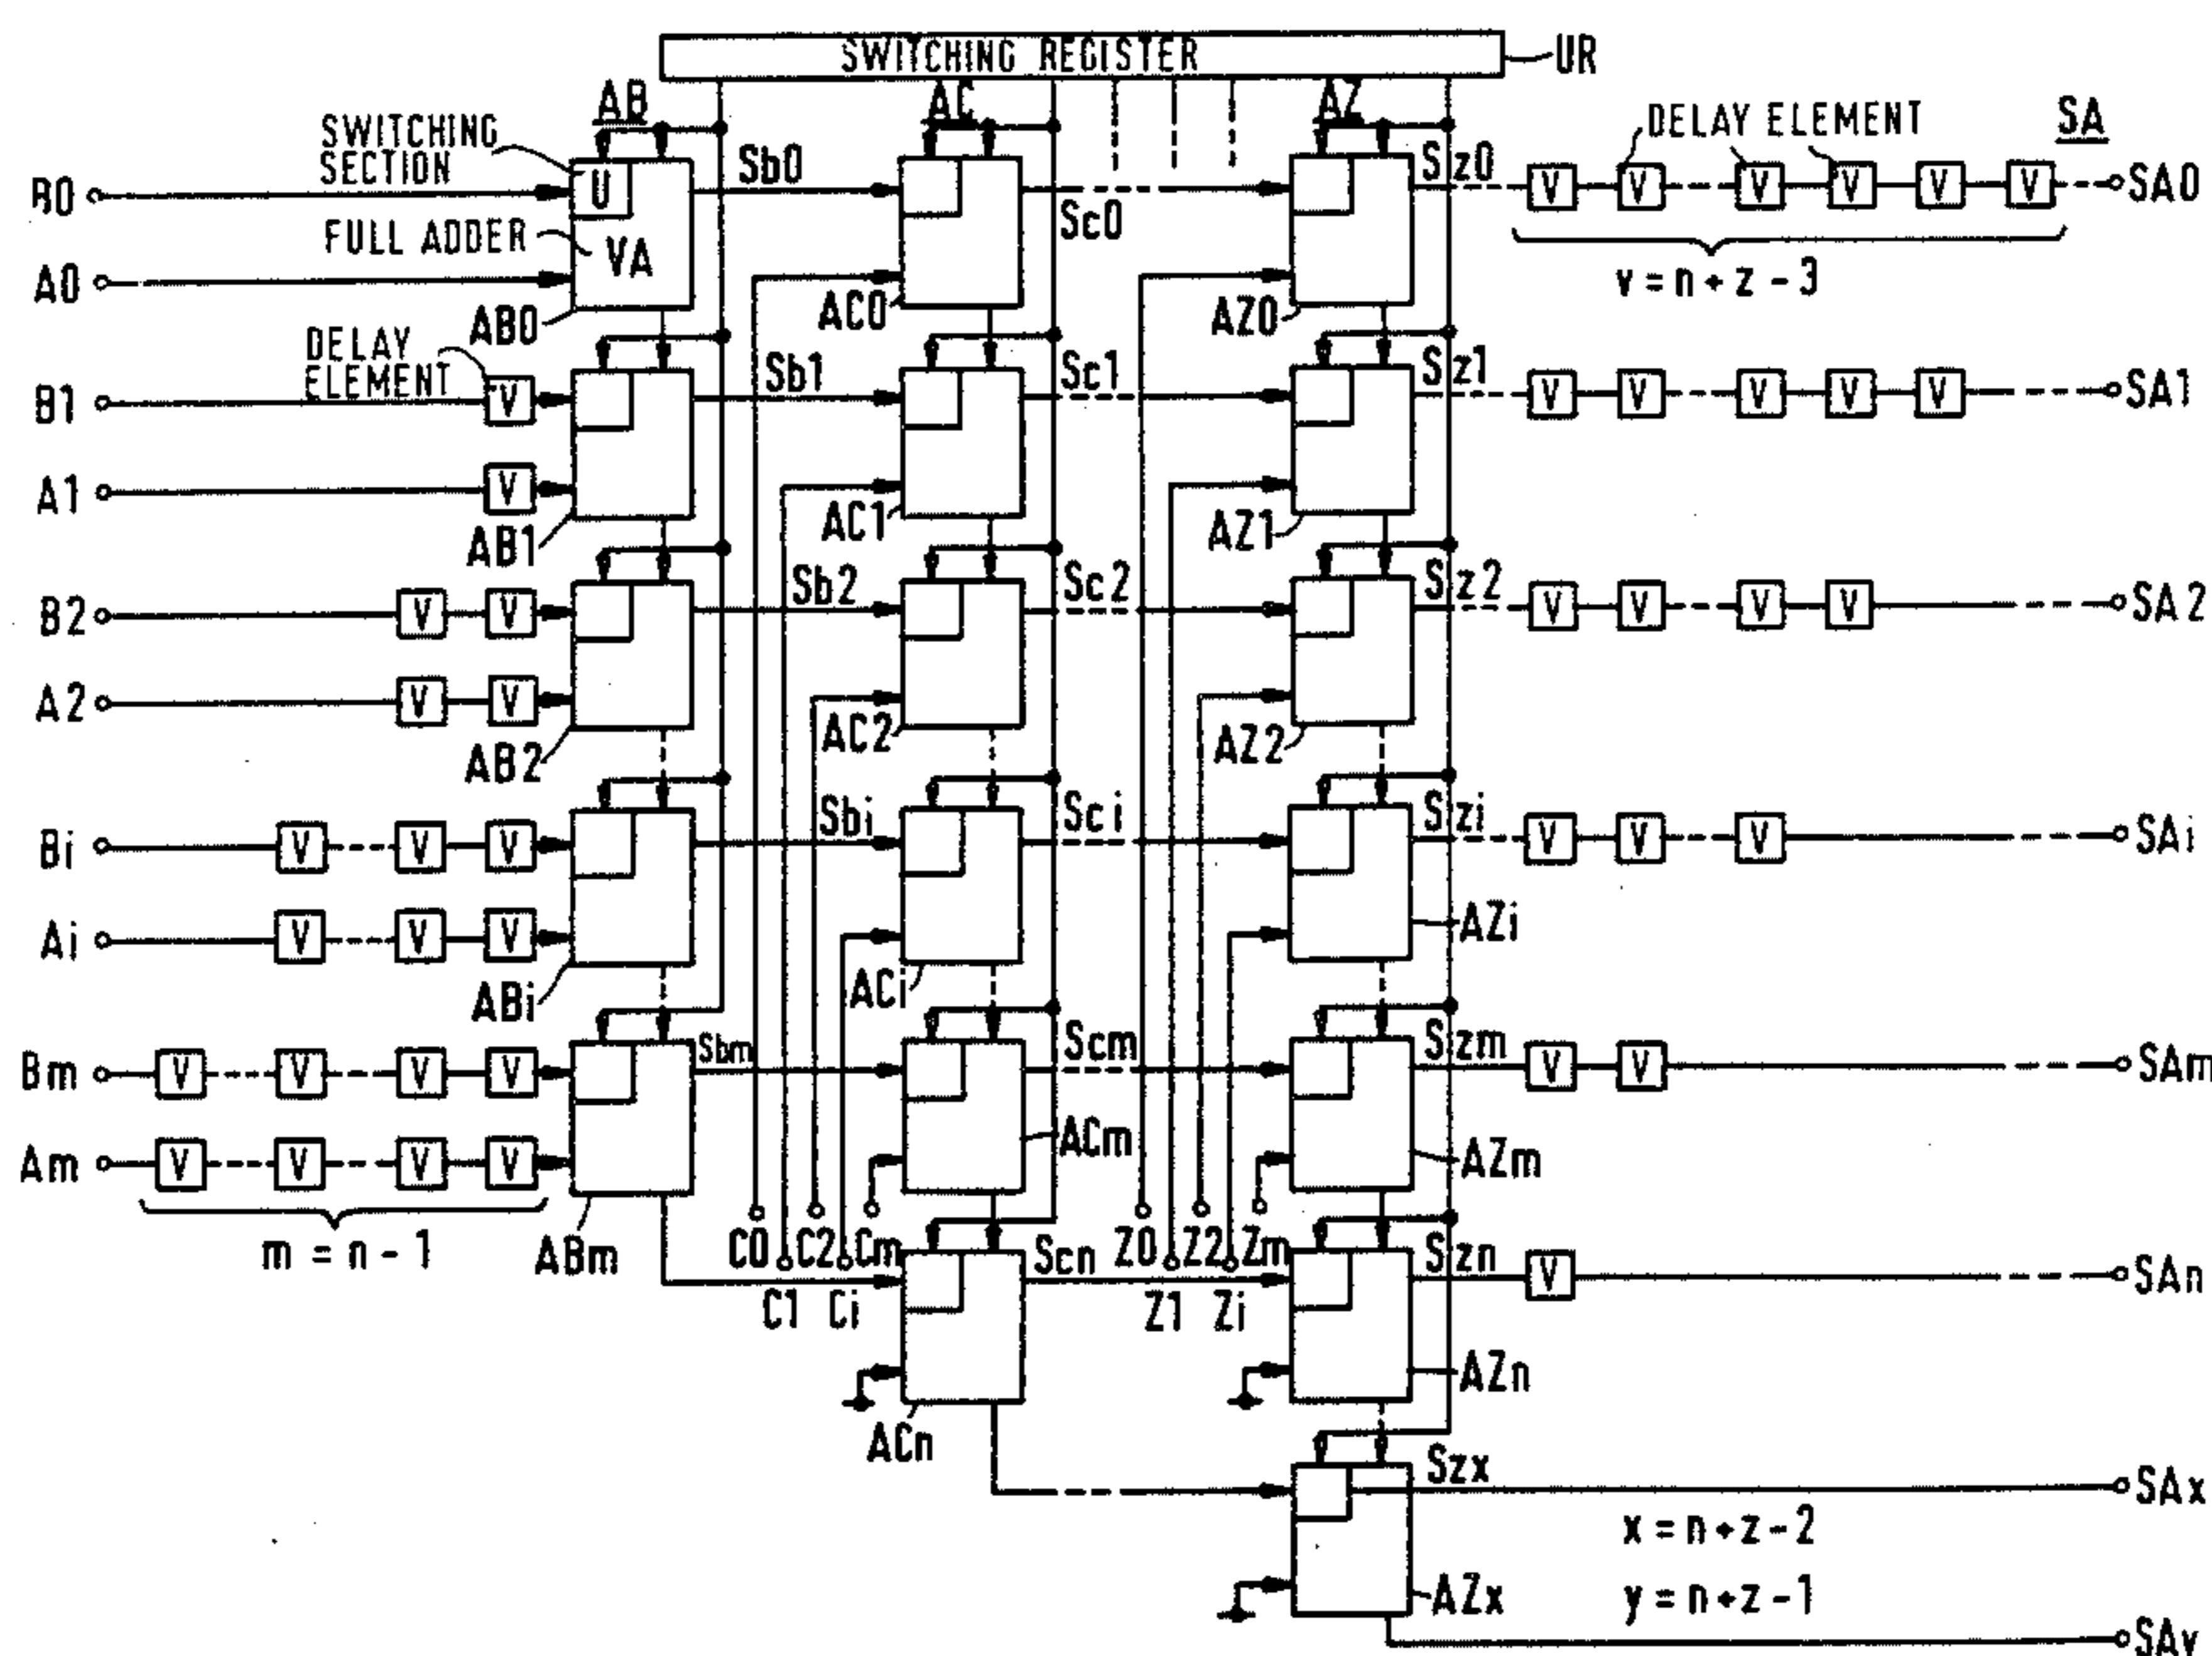 SWITCHING REGISTER
UR
AB
AC
AZ
SWITCHING
SECTION
DELAY ELEMENT
SA
B0
U
Sb0
Sc0
Sz0
V V V V V V
SA0
FULL ADDER
VA
A0
AB0
AC0
AZ0
v = n + z - 3
DELAY
ELEMENT
B1
V
Sb1
Sc1
Sz1
V V V V V
SA1
A1
V
AB1
AC1
AZ1
B2
V V
Sb2
Sc2
Sz2
V V V V
SA2
A2
V V
AB2
AC2
AZ2
Bi
V V V
Sbi
Sci
Szi
V V V
SAi
Ai
V V V
ABi
ACi
AZi
Bm
V V V V
Sbm
Scm
Szm
V V
SAm
Am
V V V V
ACm
AZm
m = n - 1
ABm
C0 C2 Cm
Scn
Z0 Z2 Zm
Szn
V
SAn
C1 Ci
Z1 Zi
AZn
ACn
Szx
SAx
x = n + z - 2
AZx
y = n + z - 1
SAy